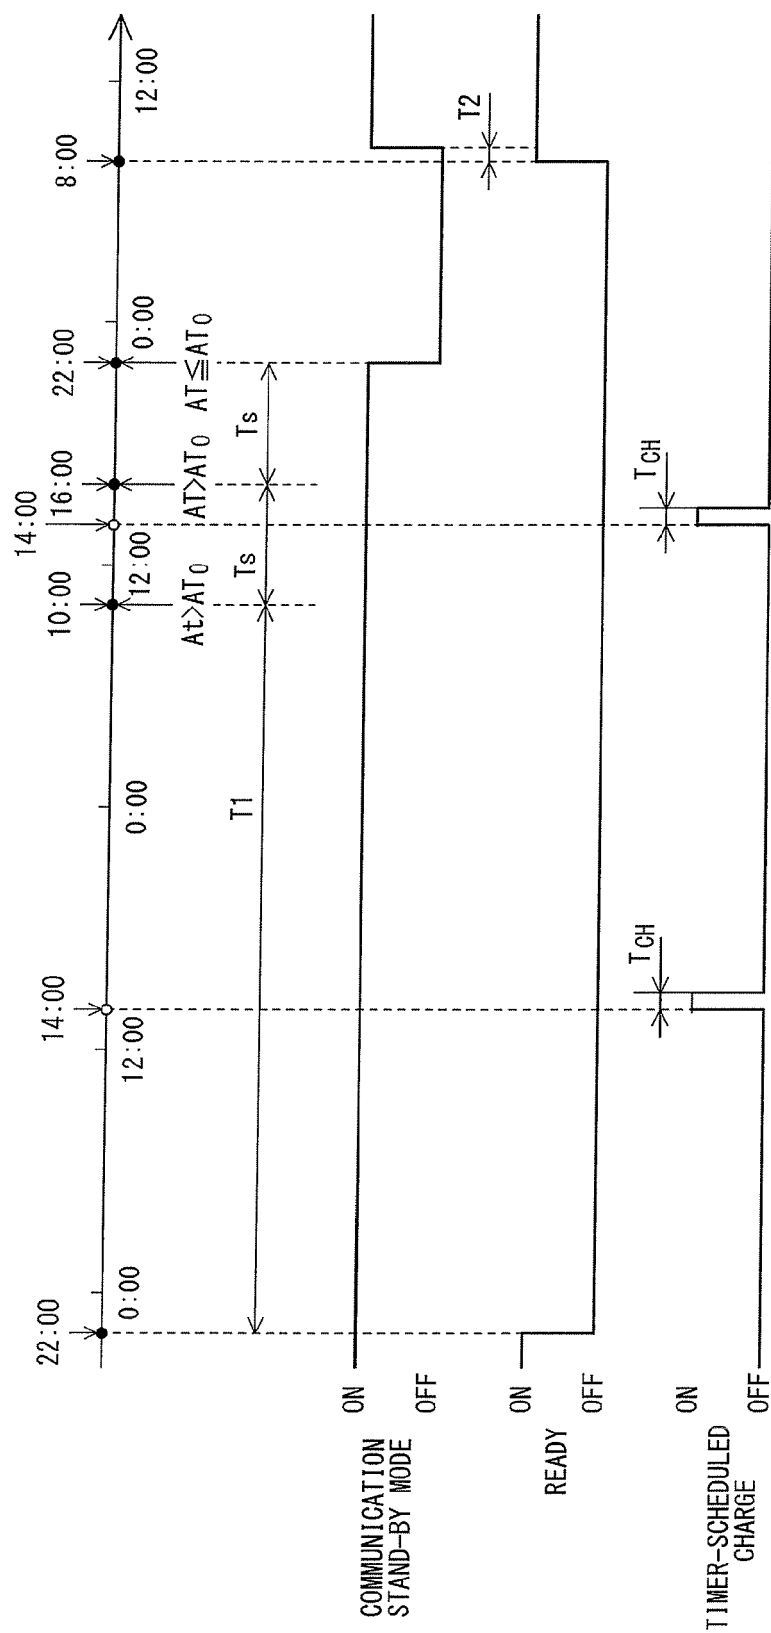 22:00
14:00
10:00
14:00
16:00
22:00
8:00
0:00
12:00
0:00
12:00
0:00
12:00
At>AT0
AT>AT0
AT≦AT0
T1
Ts
Ts
COMMUNICATION
STAND-BY MODE
ON
OFF
T2
READY
ON
OFF
TIMER-SCHEDULED
CHARGE
ON
OFF
TCH
TCH